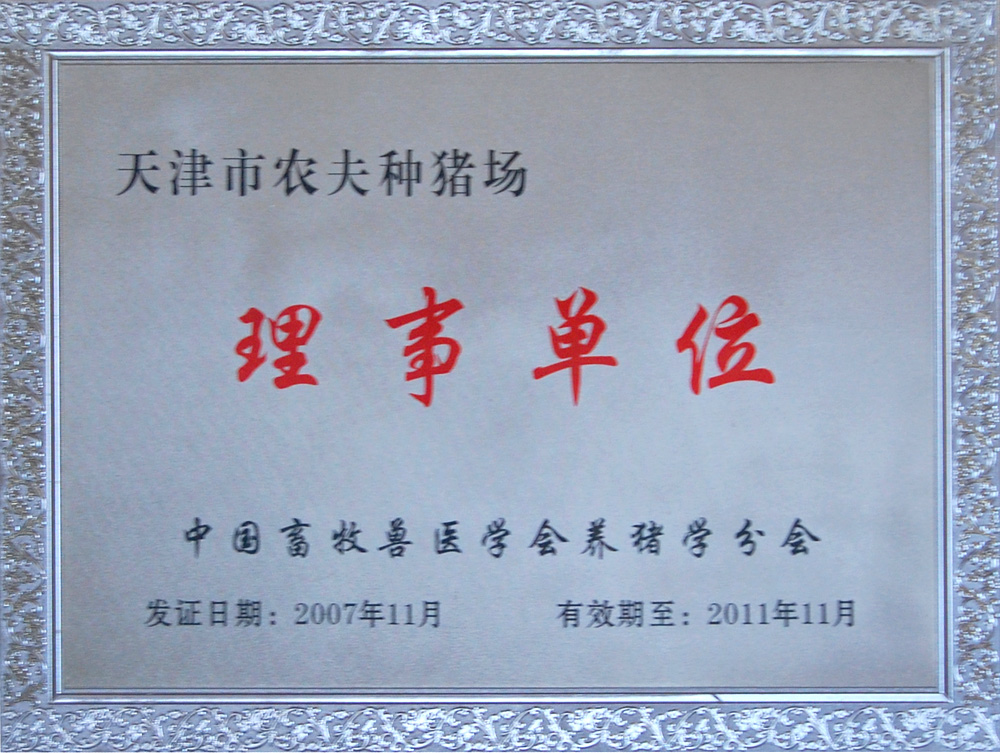 天津市农夫种猪场
理事单位
中国畜牧兽医学会养猪学分会
发证日期：2007年11月 有效期至：2011年11月